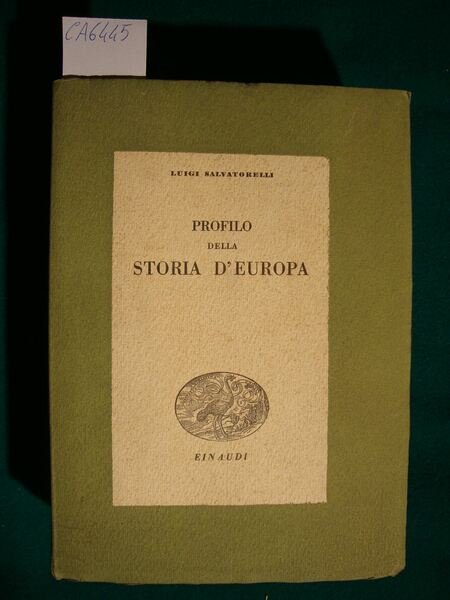 CA6445
LUIGI SALVATORELLI
PROFILO
DELLA
STORIA D'EUROPA
EINAUDI